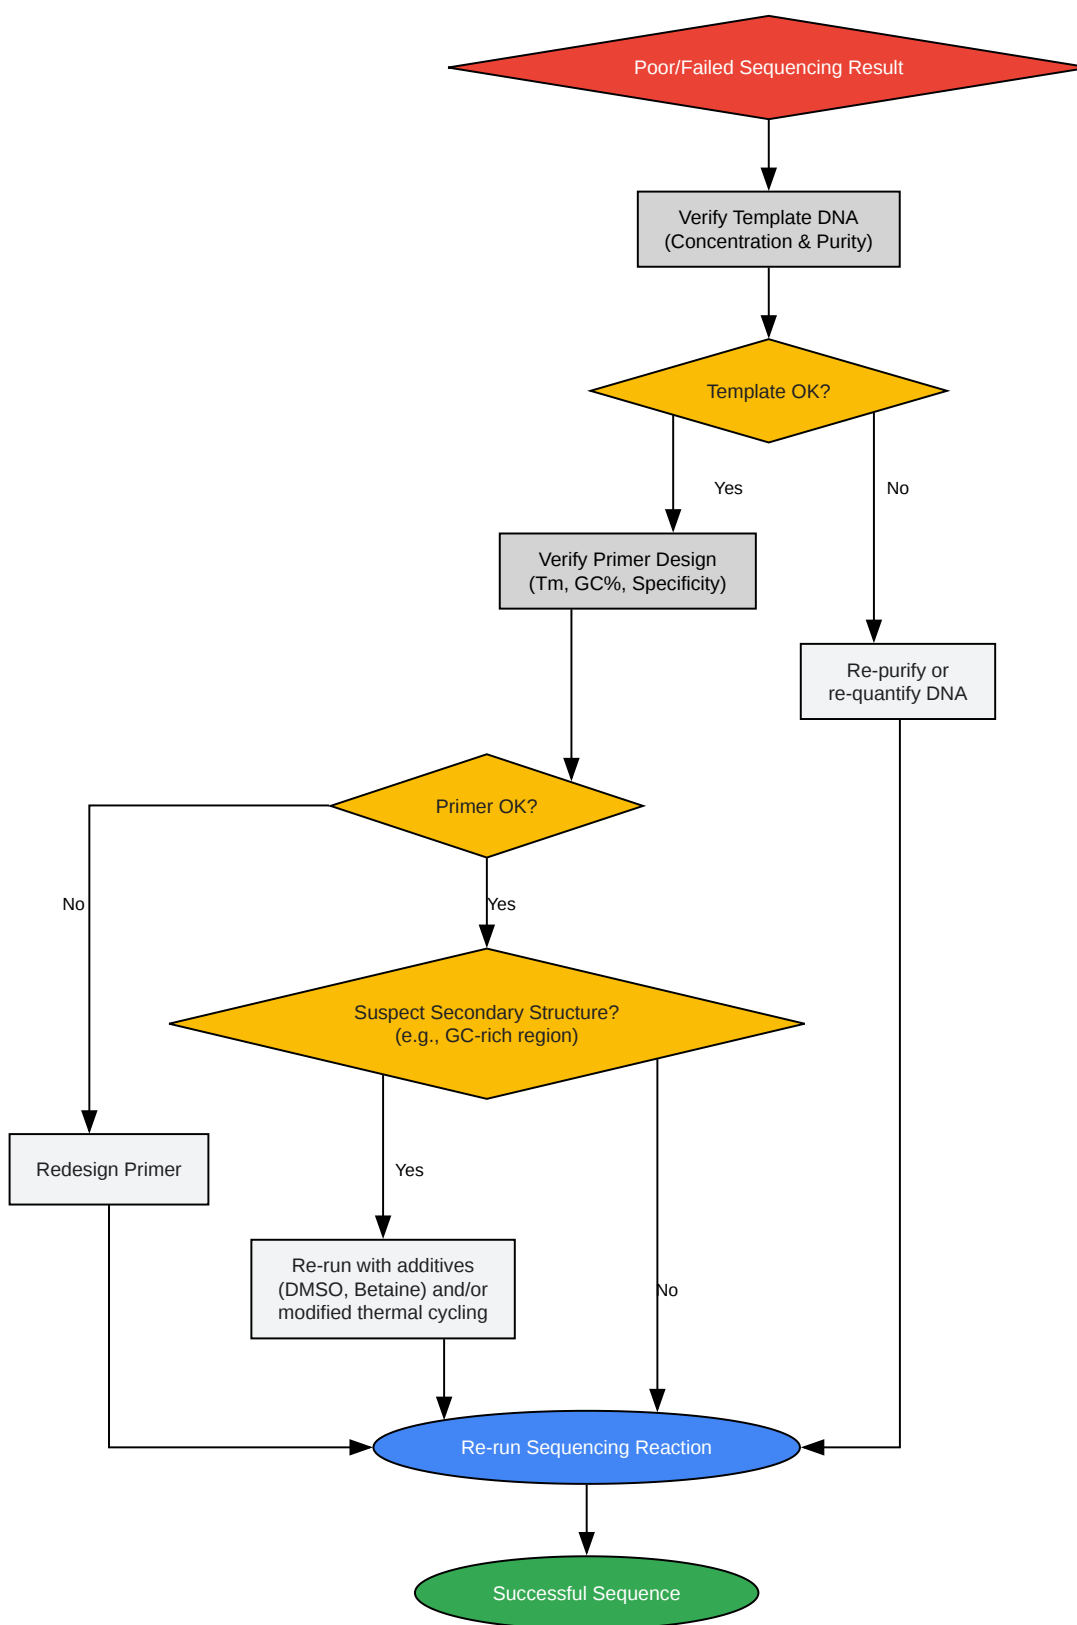 Poor/Failed Sequencing Result
Verify Template DNA
(Concentration & Purity)
Template OK?
Yes
No
Verify Primer Design
(Tm, GC%, Specificity)
Re-purify or
re-quantify DNA
Primer OK?
No
Yes
Suspect Secondary Structure?
(e.g., GC-rich region)
Redesign Primer
Yes
Re-run with additives
(DMSO, Betaine) and/or
modified thermal cycling
No
Re-run Sequencing Reaction
Successful Sequence